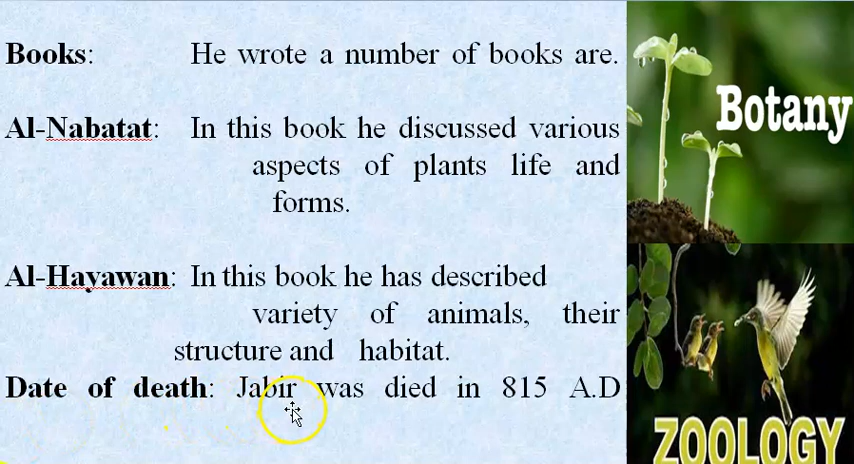 Books: He wrote a number of books are.
Al-Nabatat: In this book he discussed various
aspects of plants life and
forms.
Al-Hayawan: In this book he has described
variety of animals, their
structure and habitat.
Date of death: Jabir was died in 815 A.D
Botany
ZOOLOGY